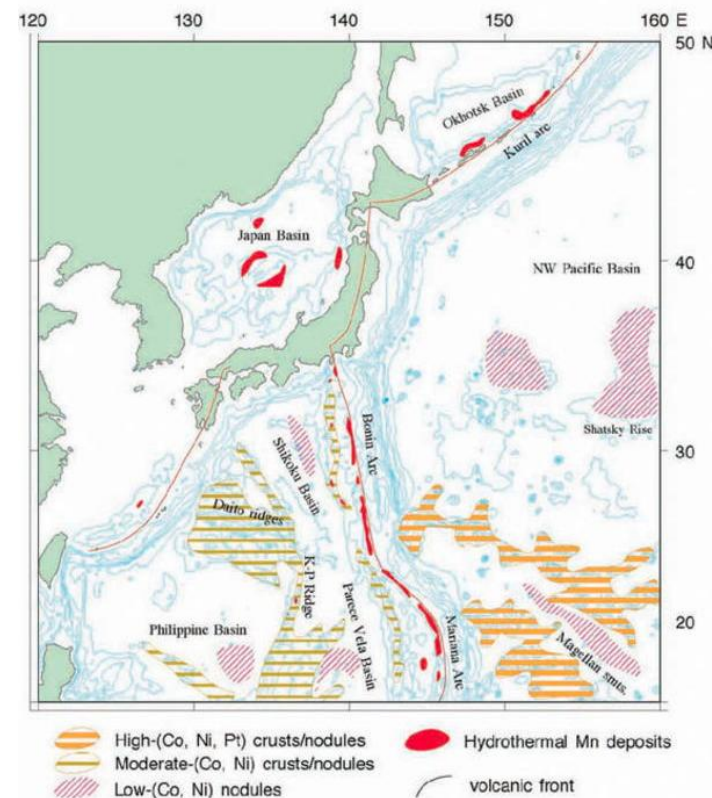 120 130 140 150 160 E
50 N
Okhotsk Basin
Kuril arc
Japan Basin
40
NW Pacific Basin
Shatsky Rise
Bonin Arc
30
Shikoku Basin
Daito ridges
K-P Ridge
Parece Vela Basin
Philippine Basin
20
Mariana Arc
Magellan smts.
High-(Co, Ni, Pt) crusts/nodules
Hydrothermal Mn deposits
Moderate-(Co, Ni) crusts/nodules
Low-(Co, Ni) nodules
volcanic front